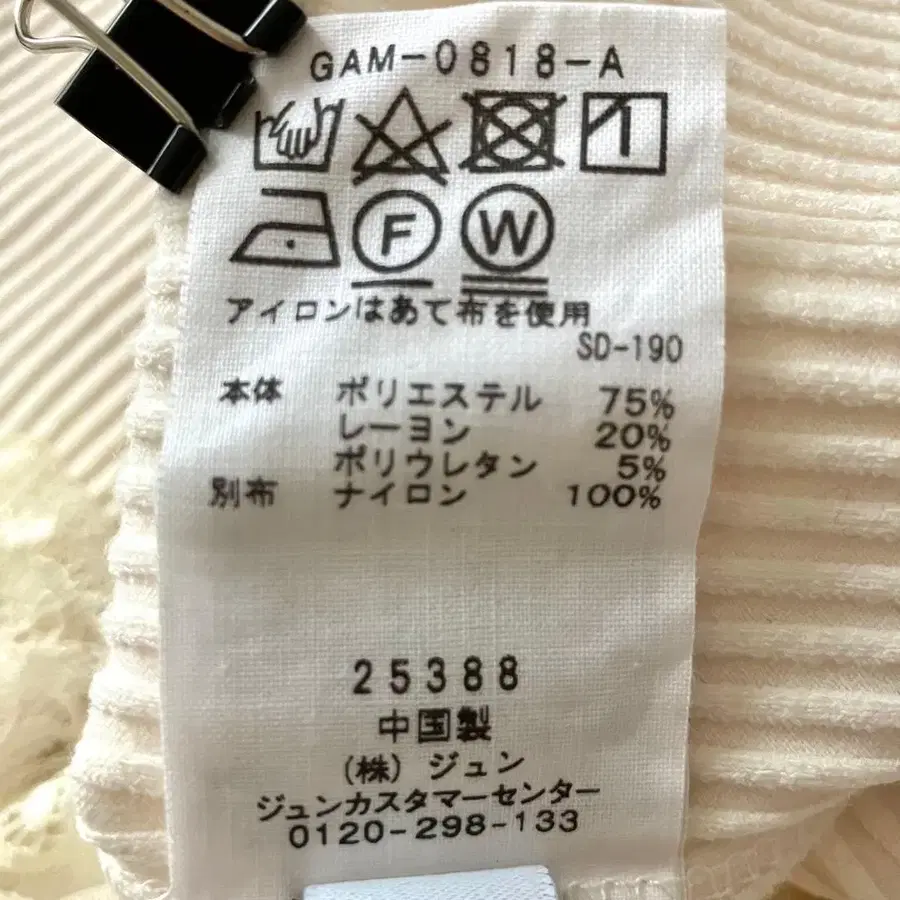 GAM-0818-A
F W
アイロンはあて布を使用
SD-190
本体 ポリエステル 75%
レーヨン 20%
ポリウレタン 5%
別布 ナイロン 100%
25388
中国製
(株) ジュン
ジュンカスタマーセンター
0120-298-133